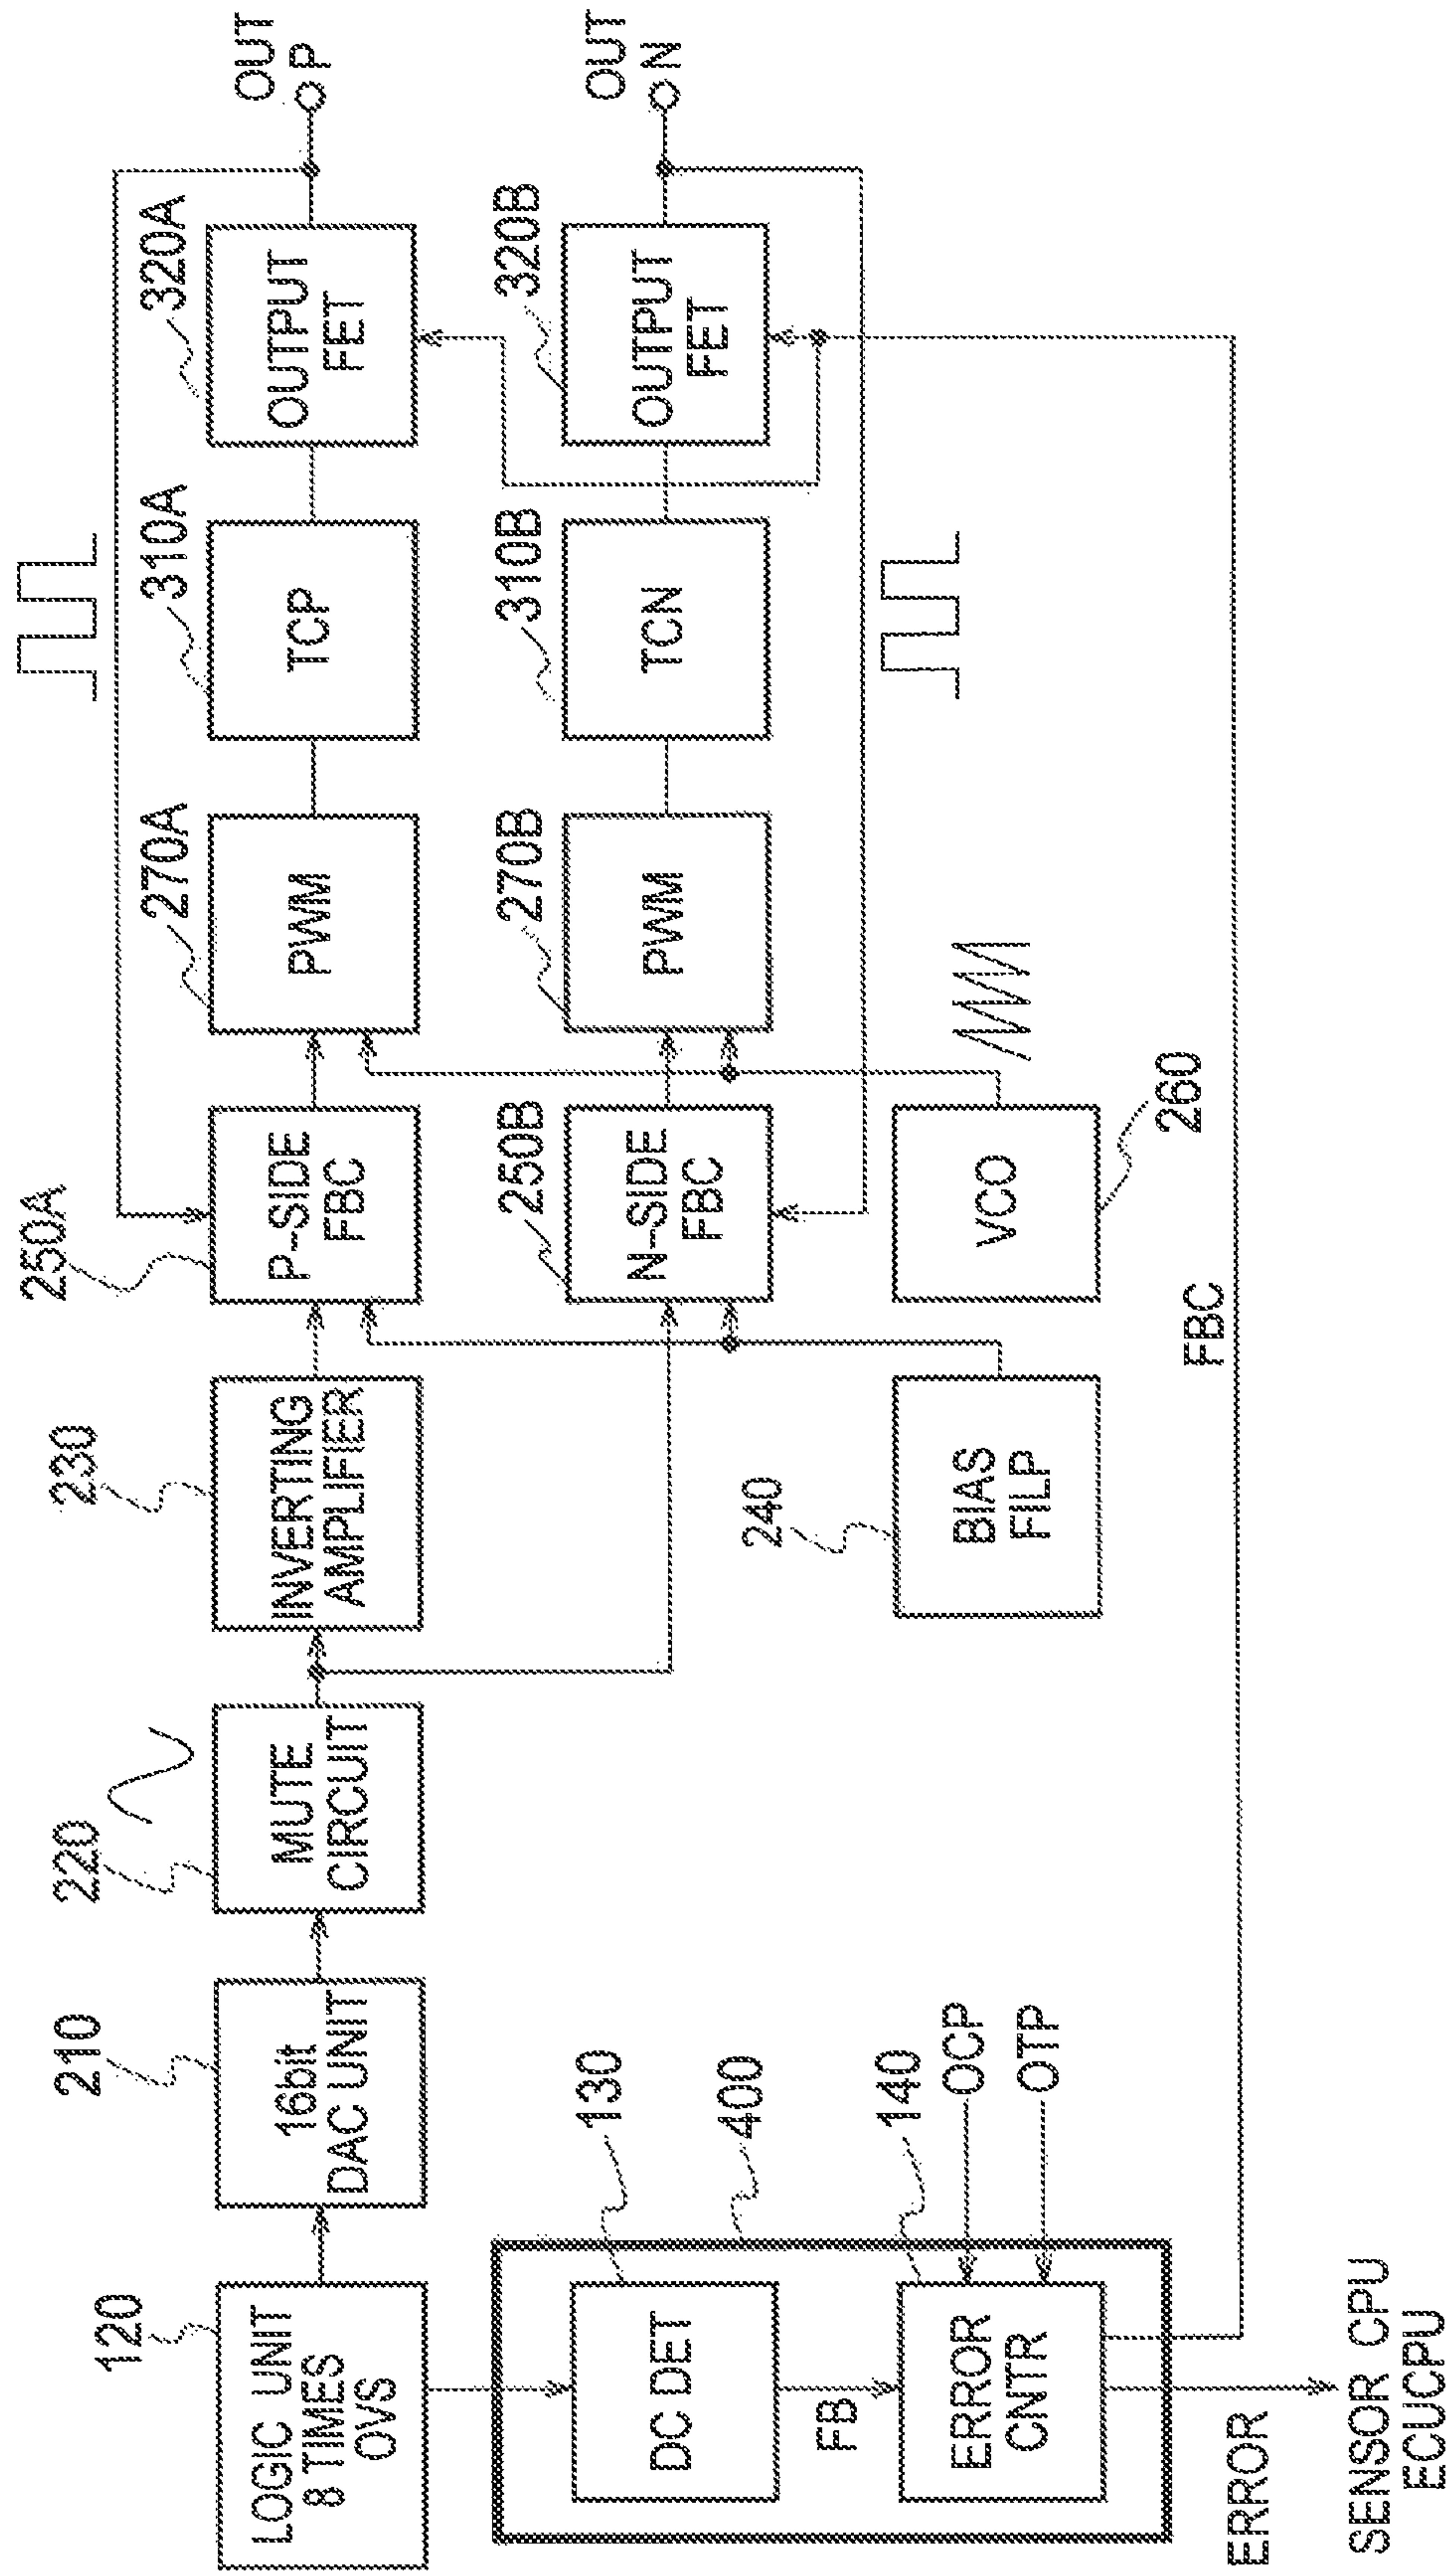 120
LOGIC UNIT
8 TIMES
OVS
210
16bit
DAC UNIT
220
MUTE
CIRCUIT
230
INVERTING
AMPLIFIER
250A
P-SIDE
FBC
270A
PWM
310A
TCP
320A
OUTPUT
FET
OUT
P
250B
N-SIDE
FBC
270B
PWM
310B
TCN
320B
OUTPUT
FET
OUT
N
240
BIAS
FILP
VCO
260
130
DC DET
400
FB
140
ERROR
CNTR
OCP
OTP
FBC
ERROR
SENSOR CPU
ECUCPU